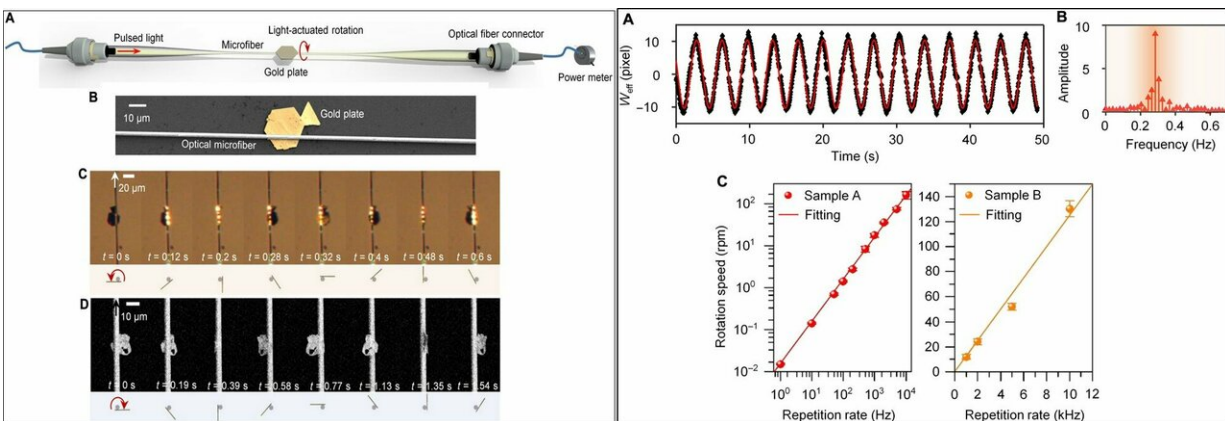 A
Pulsed light
Microfiber
Light-actuated rotation
Gold plate
Optical fiber connector
Power meter
B
10 μm
Gold plate
Optical microfiber
C
20 μm
t = 0 s t = 0.12 s t = 0.2 s t = 0.28 s t = 0.32 s t = 0.4 s t = 0.48 s t = 0.6 s
D
10 μm
t = 0 s t = 0.19 s t = 0.39 s t = 0.58 s t = 0.77 s t = 1.13 s t = 1.35 s t = 1.54 s
A
Weff (pixel)
10
0
−10
0 10 20 30 40 50
Time (s)
B
Amplitude
10
5
0
0 0.2 0.4 0.6
Frequency (Hz)
C
Rotation speed (rpm)
Sample A
Fitting
10² 
10¹
10⁰
10⁻¹
10⁻²
10⁰ 10¹ 10² 10³ 10⁴
Repetition rate (Hz)
Sample B
Fitting
140
120
100
80
60
40
20
0
0 2 4 6 8 10 12
Repetition rate (kHz)